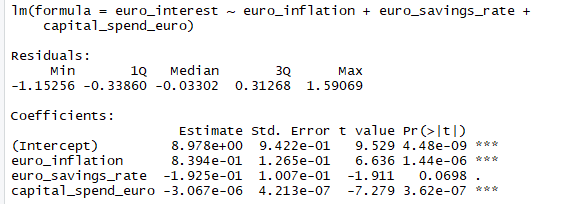 lm(formula = euro_interest ~ euro_inflation + euro_savings_rate +
capital_spend_euro)
Residuals:
Min 1Q Median 3Q Max
-1.15256 -0.33860 -0.03302 0.31268 1.59069
Coefficients:
Estimate Std. Error t value Pr(>|t|)
(Intercept) 8.978e+00 9.422e-01 9.529 4.48e-09 ***
euro_inflation 8.394e-01 1.265e-01 6.636 1.44e-06 ***
euro_savings_rate -1.925e-01 1.007e-01 -1.911 0.0698 .
capital_spend_euro -3.067e-06 4.213e-07 -7.279 3.62e-07 ***